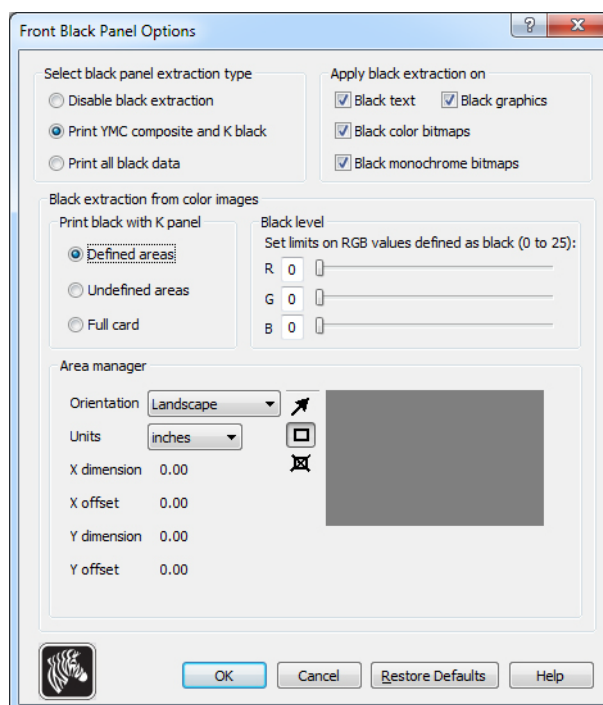 Front Black Panel Options
?
Select black panel extraction type
Disable black extraction
Print YMC composite and K black
Print all black data
Apply black extraction on
Black text
Black graphics
Black color bitmaps
Black monochrome bitmaps
Black extraction from color images
Print black with K panel
Defined areas
Undefined areas
Full card
Black level
Set limits on RGB values defined as black (0 to 25):
R 0
G 0
B 0
Area manager
Orientation Landscape
Units inches
X dimension 0.00
X offset 0.00
Y dimension 0.00
Y offset 0.00
OK Cancel Restore Defaults Help